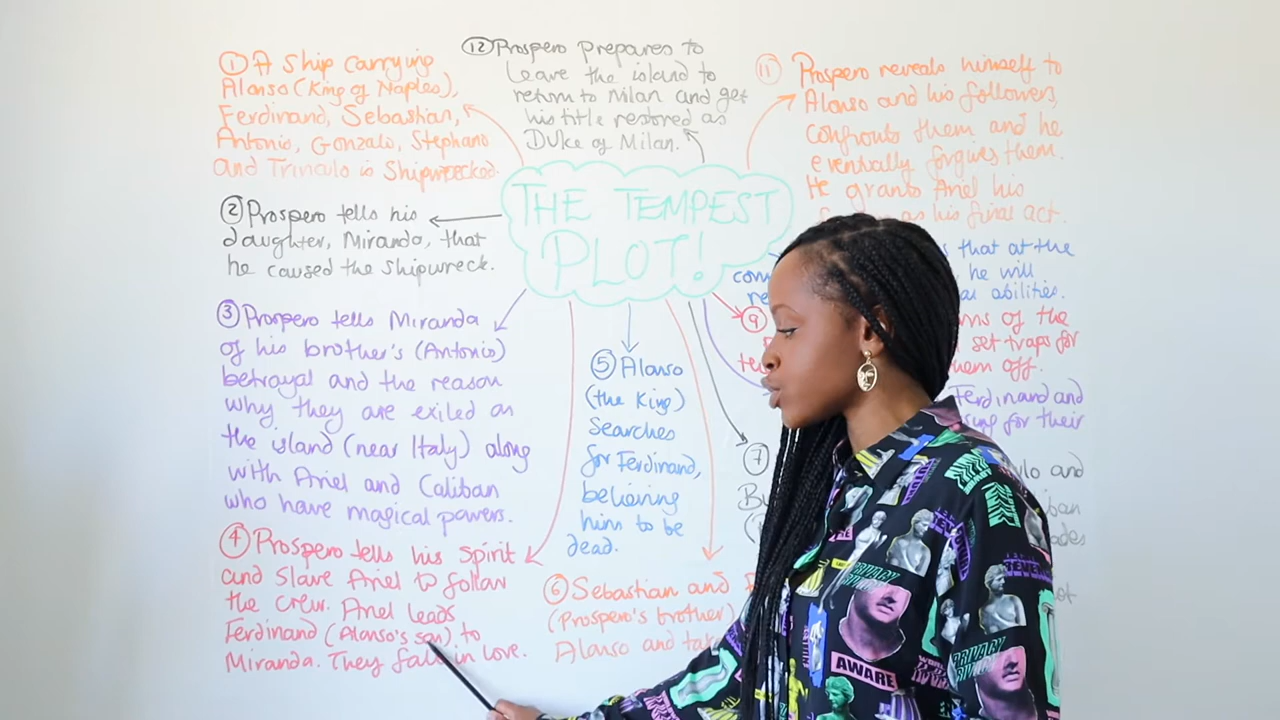 THE TEMPEST
PLOT!
① A ship carrying
Alonso (King of Naples),
Ferdinand, Sebastian,
Antonio, Gonzalo, Stephano
and Trinculo is Shipwrecked.
② Prospero tells his
daughter, Miranda, that
he caused the shipwreck.
③ Prospero tells Miranda
of his brother's (Antonio)
betrayal and the reason
why they are exiled on
the island (near Italy) along
with Ariel and Caliban
who have magical powers.
④ Prospero tells his Spirit
and Slave Ariel to follow
the crew. Ariel leads
Ferdinand (Alonso's son) to
Miranda. They fall in love.
⑤ Alonso
(the King)
Searches
for Ferdinand,
believing
him to be
dead.
⑥ Sebastian and
(Prospero's brother)
Alonso and
⑦
Ferdinand and
for their
and
⑨
of the
set traps for
them off.
that at the
he will
abilities.
⑪ Prospero reveals himself to
Alonso and his followers,
confronts them and he
eventually forgives them.
He grants Ariel his
as his final act.
⑫ Prospero prepares to
leave the island to
return to Milan and get
his title restored as
Duke of Milan.
AWARE
PRIVACY